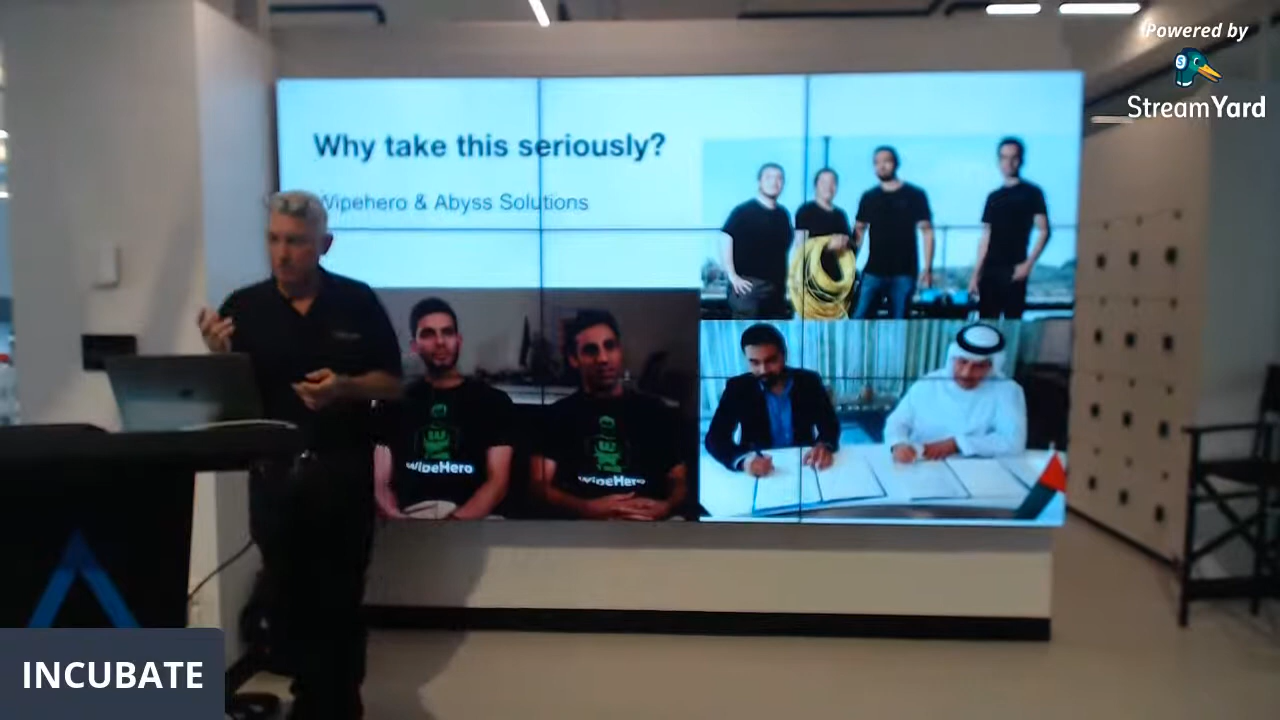 Powered by
StreamYard
Why take this seriously?
Wipehero & Abyss Solutions
WipeHero
WipeHero
INCUBATE